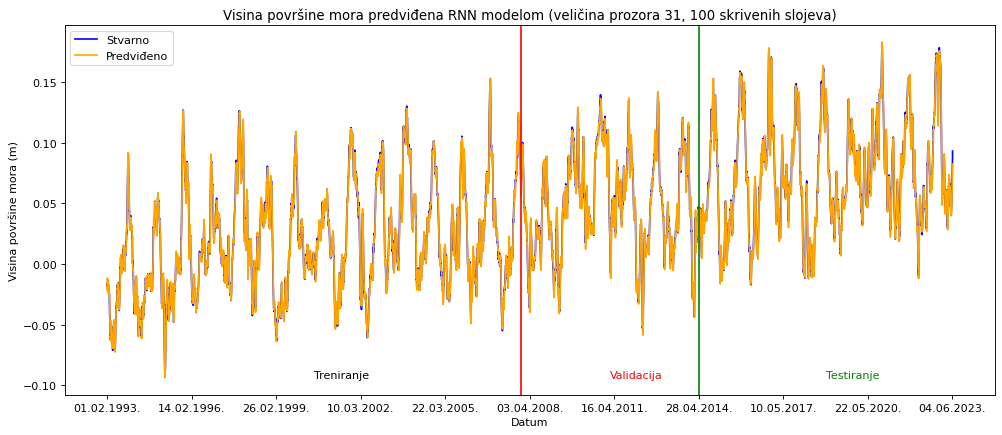 Visina površine mora predviđena RNN modelom (veličina prozora 31, 100 skrivenih slojeva)
Stvarno
Predviđeno
Visina površine mora (m)
0.15
0.10
0.05
0.00
−0.05
−0.10
Treniranje
Validacija
Testiranje
01.02.1993. 14.02.1996. 26.02.1999. 10.03.2002. 22.03.2005. 03.04.2008. 16.04.2011. 28.04.2014. 10.05.2017. 22.05.2020. 04.06.2023.
Datum